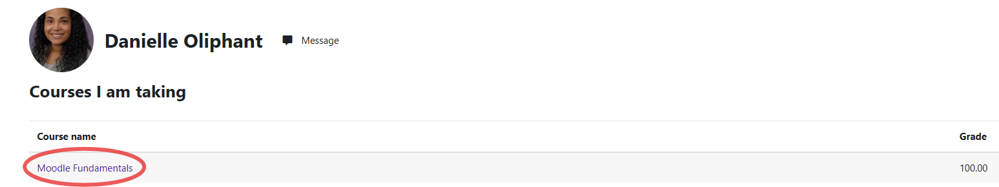 Danielle Oliphant
Message
Courses I am taking
Course name Grade
Moodle Fundamentals 100.00